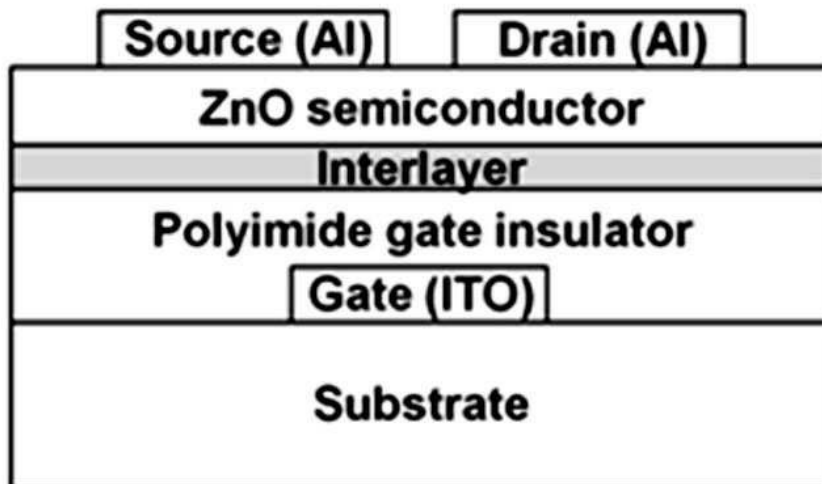 Source (Al) Drain (Al)
ZnO semiconductor
Interlayer
Polyimide gate insulator
Gate (ITO)
Substrate